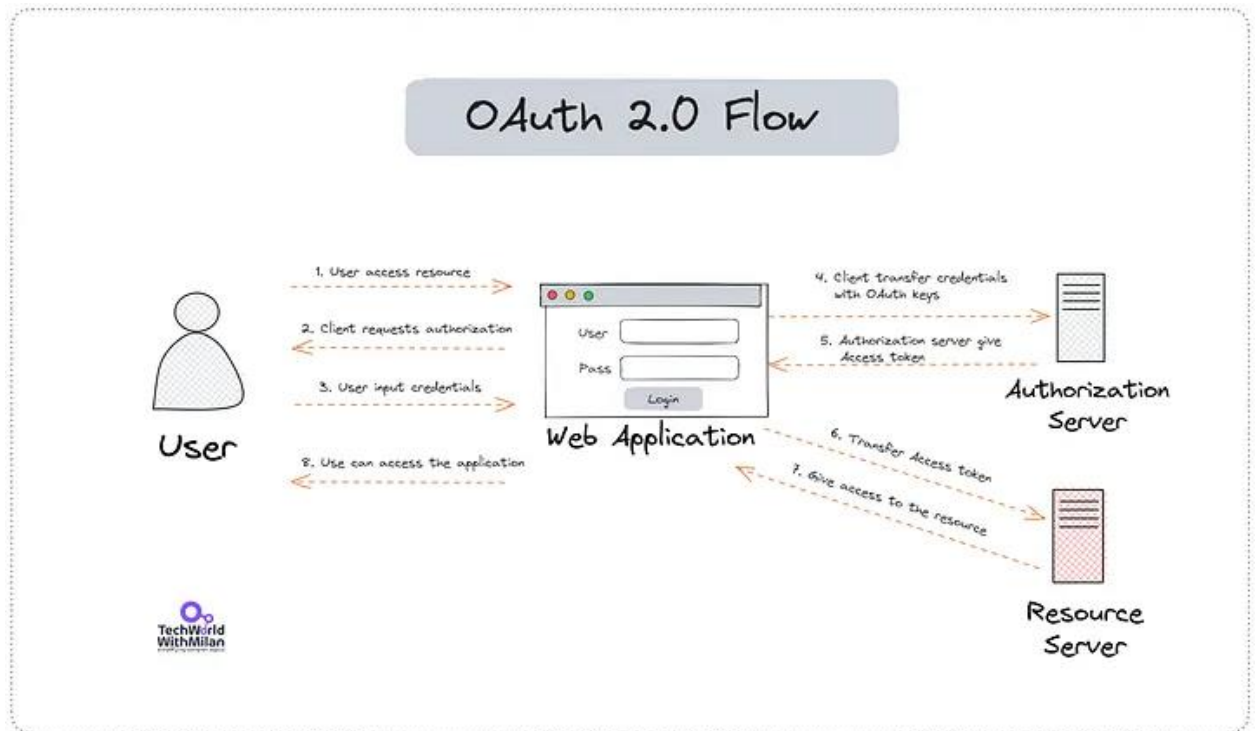 OAuth 2.0 Flow
1. User access resource
2. Client requests authorization
3. User input credentials
8. Use can access the application
User
User
Pass
Login
Web Application
4. Client transfer credentials
with OAuth keys
5. Authorization server give
Access token
Authorization
Server
6. Transfer Access token
7. Give access to the resource
Resource
Server
TechWorld
WithMilan